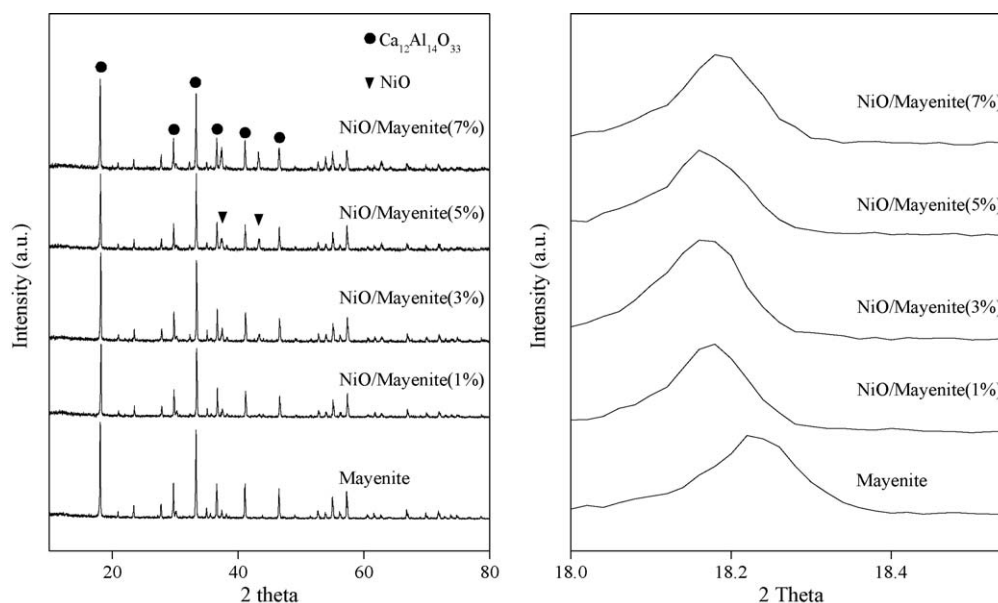 ● Ca₁₂Al₁₄O₃₃
▼ NiO
NiO/Mayenite(7%)
NiO/Mayenite(5%)
NiO/Mayenite(3%)
NiO/Mayenite(1%)
Mayenite
Intensity (a.u.)
20 40 60 80
2 theta
NiO/Mayenite(7%)
NiO/Mayenite(5%)
NiO/Mayenite(3%)
NiO/Mayenite(1%)
Mayenite
Intensity (a.u.)
18.0 18.2 18.4
2 Theta